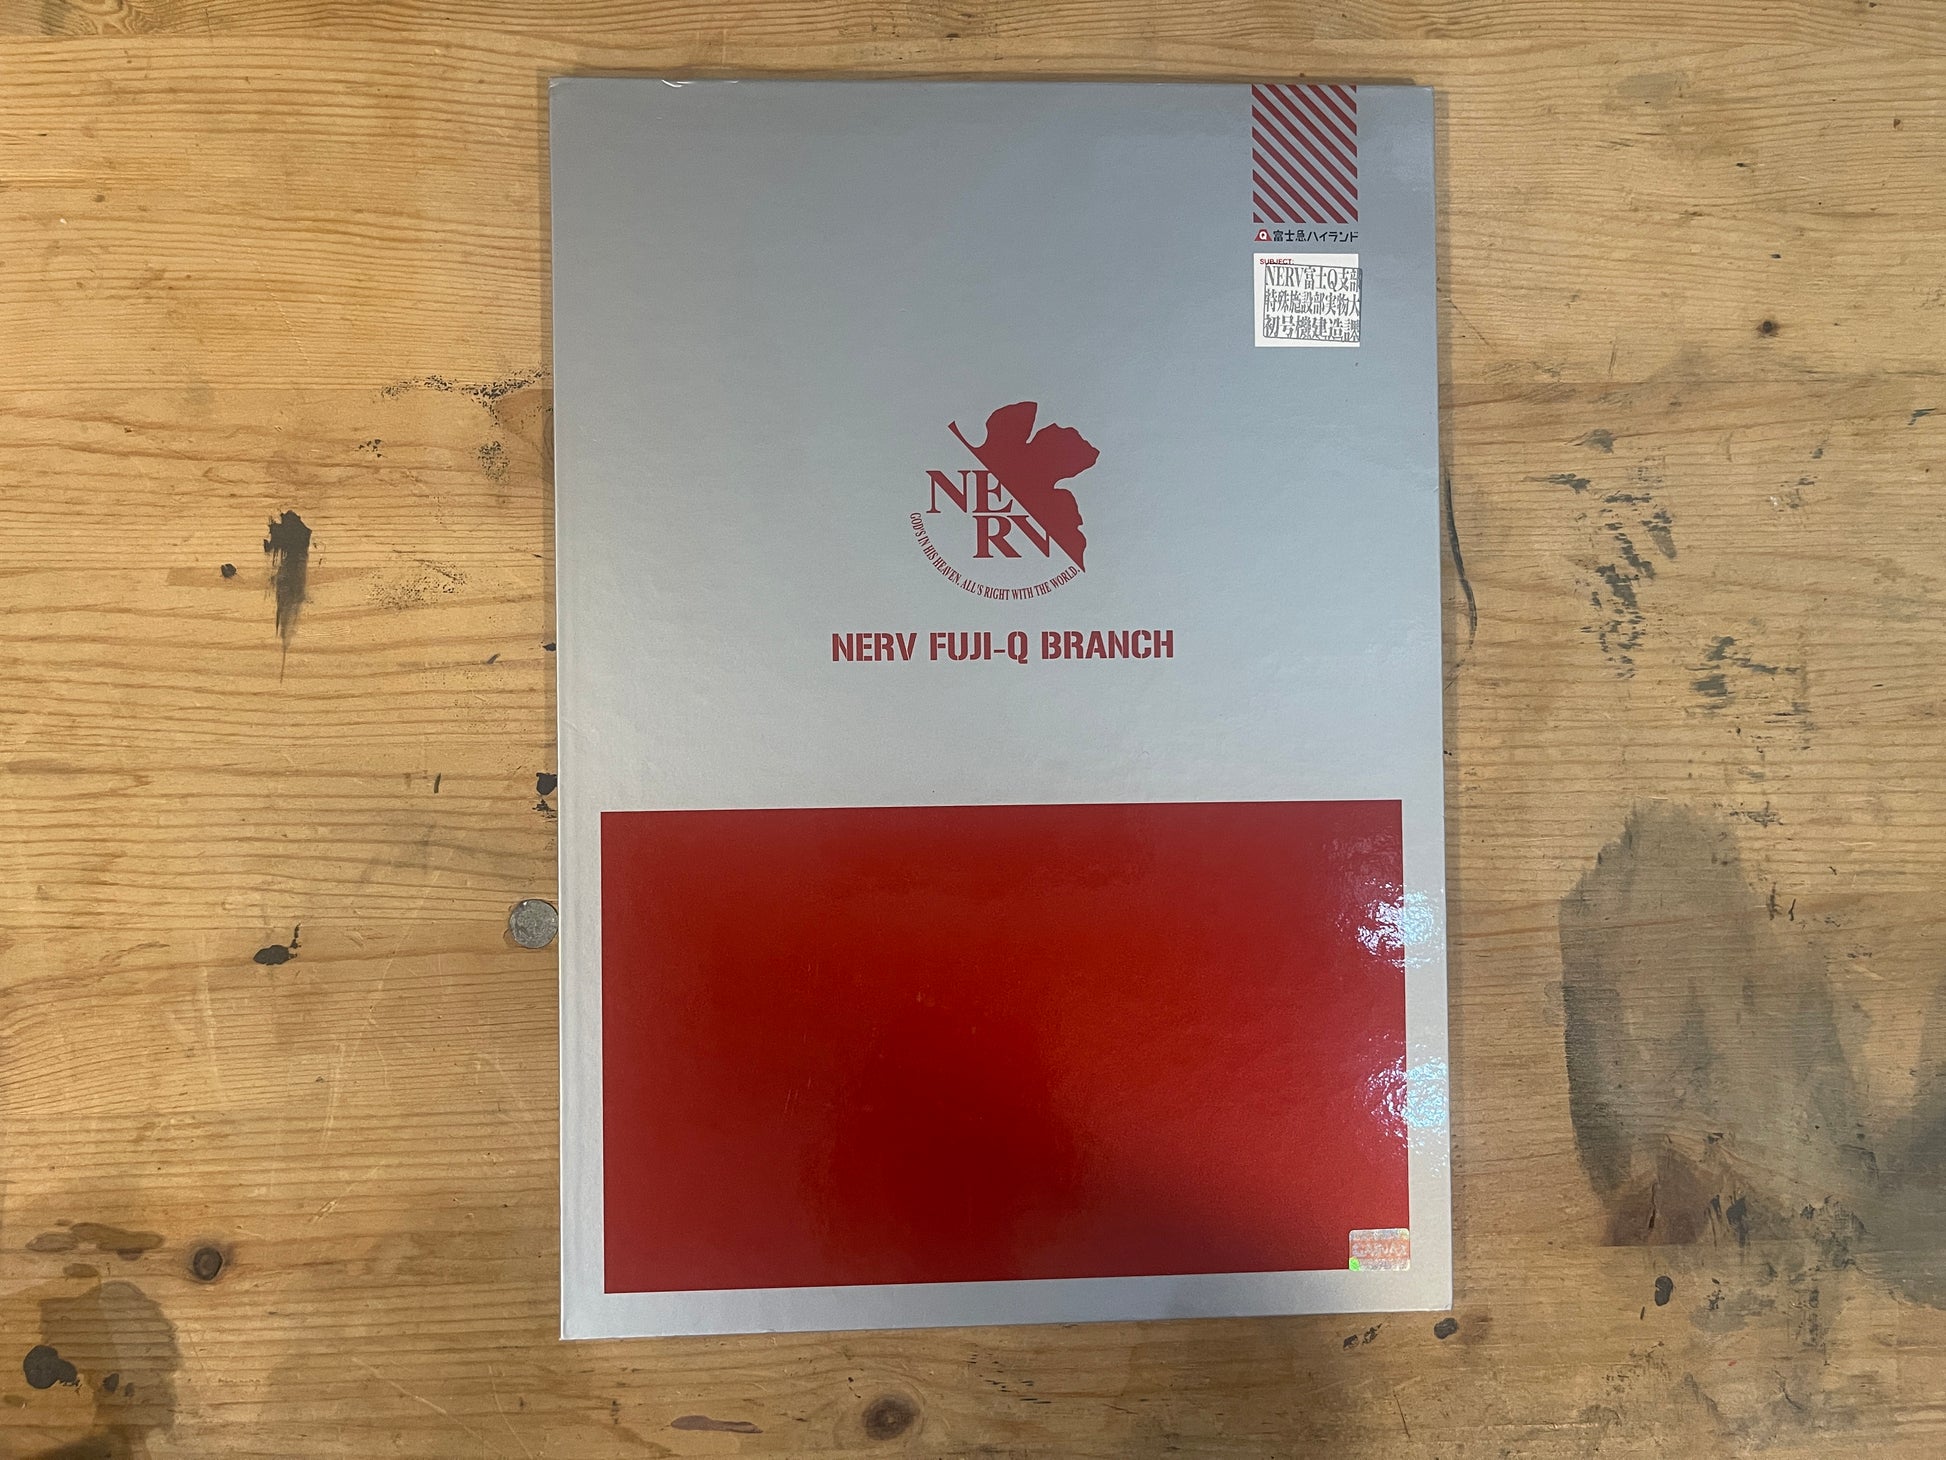 富士急ハイランド
SUBJECT:
NERV富士Q支部
特殊施設部実物大
初号機建造課
NERV
GOD'S IN HIS HEAVEN. ALL'S RIGHT WITH THE WORLD.
NERV FUJI-Q BRANCH